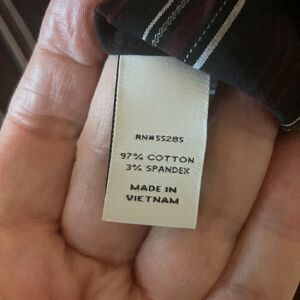 RN#55285
97% COTTON
3% SPANDEX
MADE IN
VIETNAM